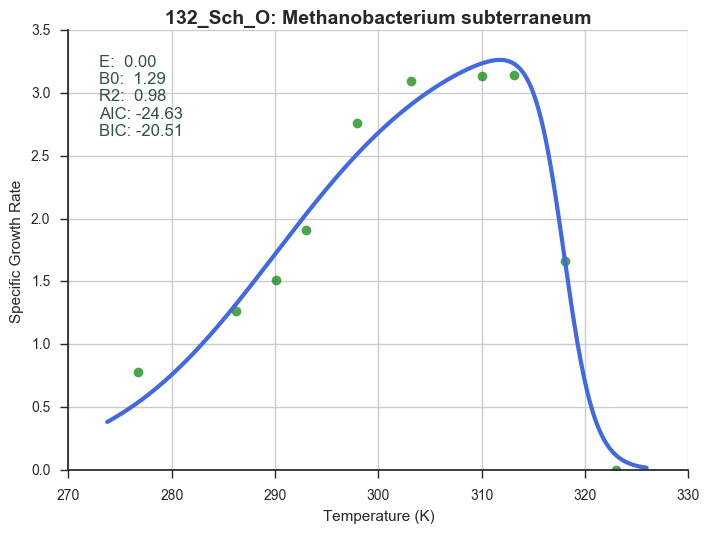 132_Sch_O: Methanobacterium subterraneum
E:  0.00
B0:  1.29
R2:  0.98
AIC: -24.63
BIC: -20.51
Specific Growth Rate
3.5
3.0
2.5
2.0
1.5
1.0
0.5
0.0
270 280 290 300 310 320 330
Temperature (K)